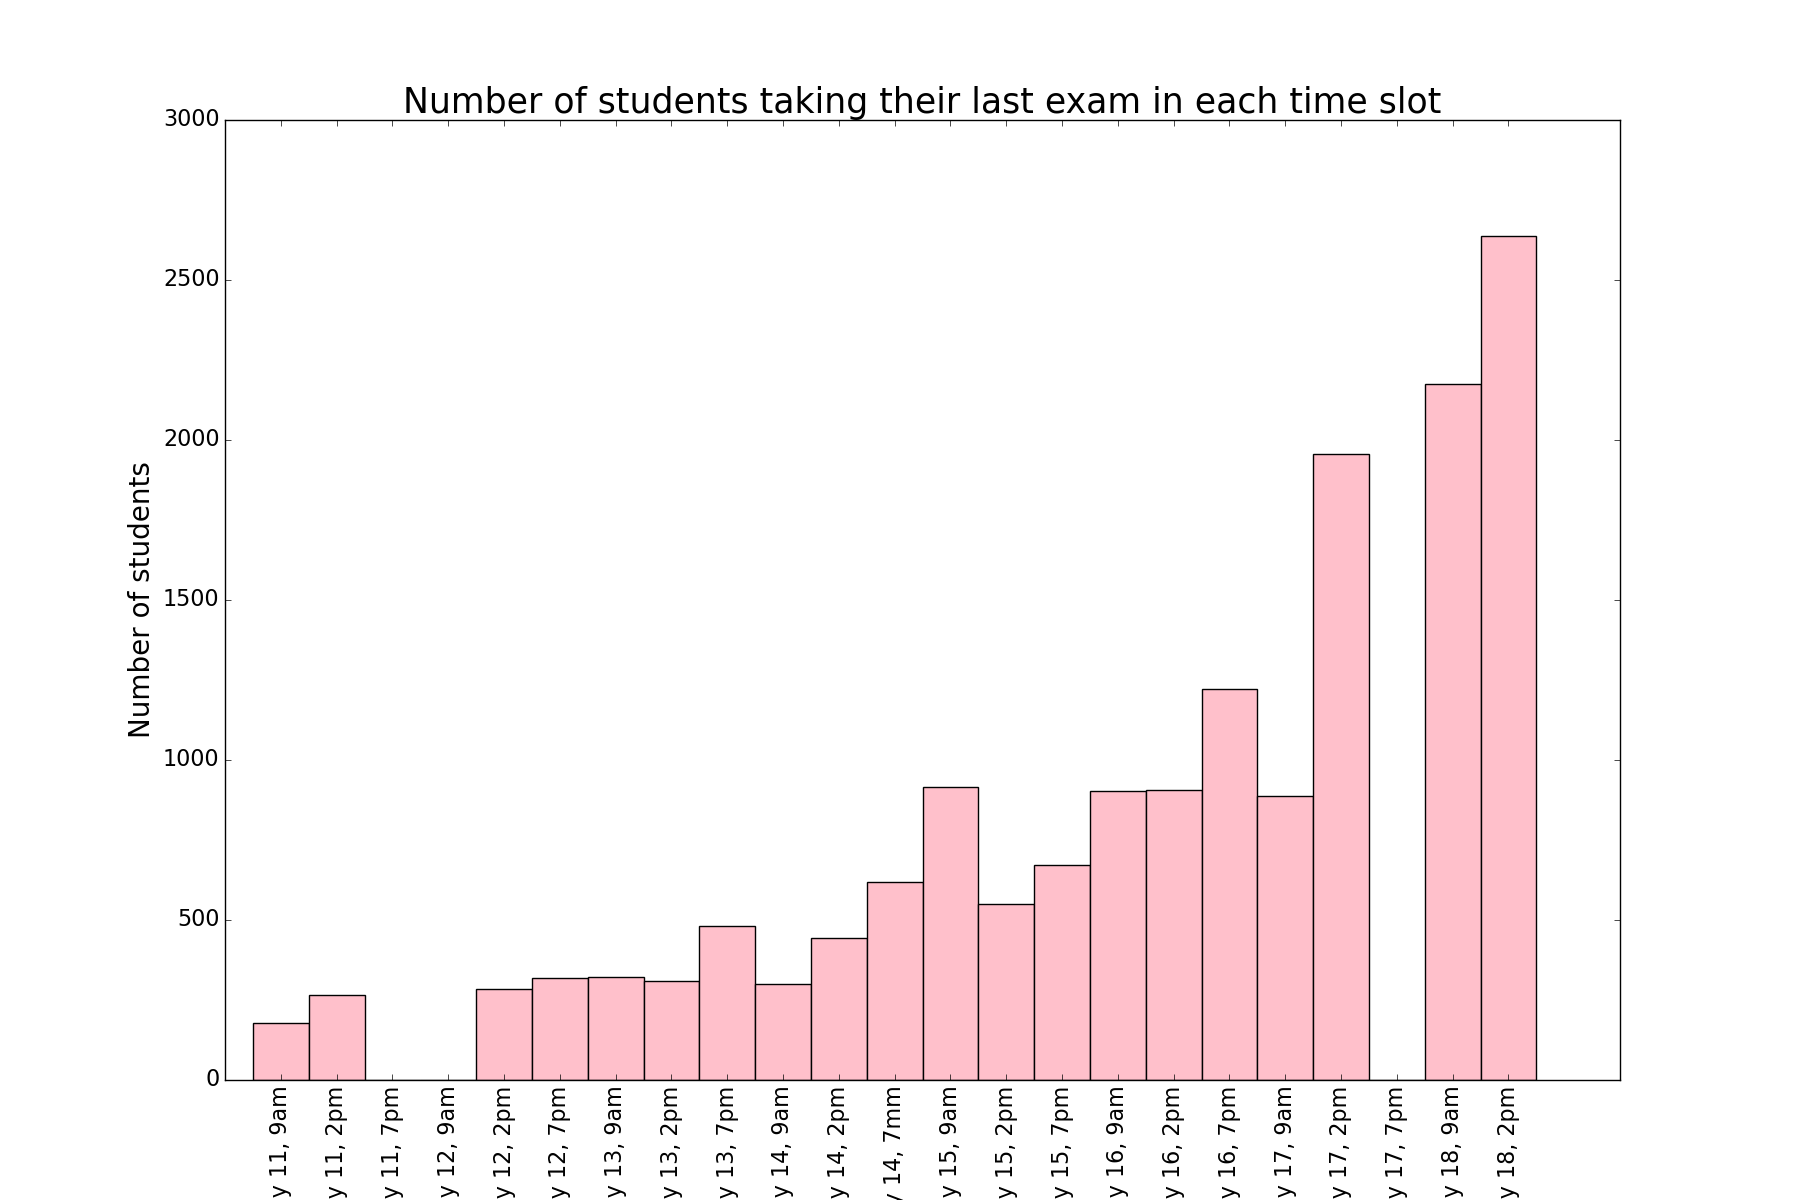 Number of students taking their last exam in each time slot
3000
2500
2000
1500
1000
500
0
Number of students
y 11, 9am
y 11, 2pm
y 11, 7pm
y 12, 9am
y 12, 2pm
y 12, 7pm
y 13, 9am
y 13, 2pm
y 13, 7pm
y 14, 9am
y 14, 2pm
y 14, 7mm
y 15, 9am
y 15, 2pm
y 15, 7pm
y 16, 9am
y 16, 2pm
y 16, 7pm
y 17, 9am
y 17, 2pm
y 17, 7pm
y 18, 9am
y 18, 2pm